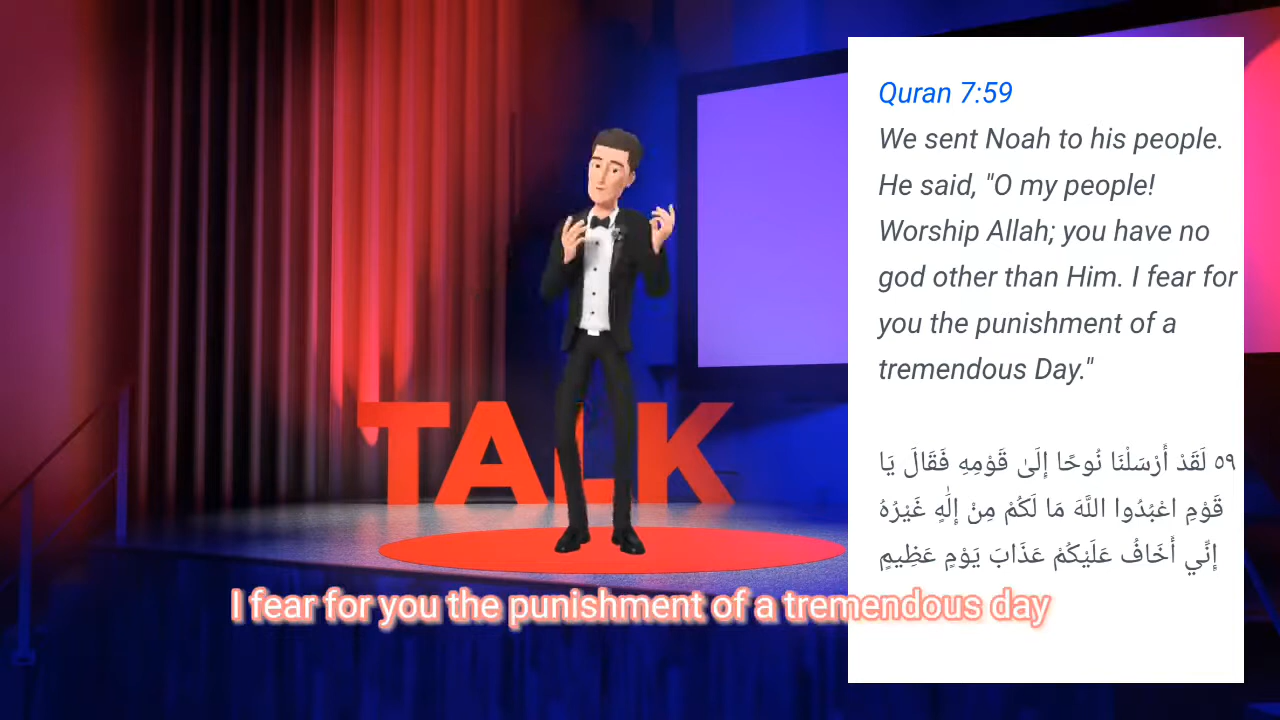 TALK
Quran 7:59
We sent Noah to his people.
He said, "O my people!
Worship Allah; you have no
god other than Him. I fear for
you the punishment of a
tremendous Day."
٥٩ لَقَدْ أَرْسَلْنَا نُوحًا إِلَىٰ قَوْمِهِ فَقَالَ يَا
قَوْمِ اعْبُدُوا اللَّهَ مَا لَكُمْ مِنْ إِلَٰهٍ غَيْرُهُ
إِنِّي أَخَافُ عَلَيْكُمْ عَذَابَ يَوْمٍ عَظِيمٍ
I fear for you the punishment of a tremendous day